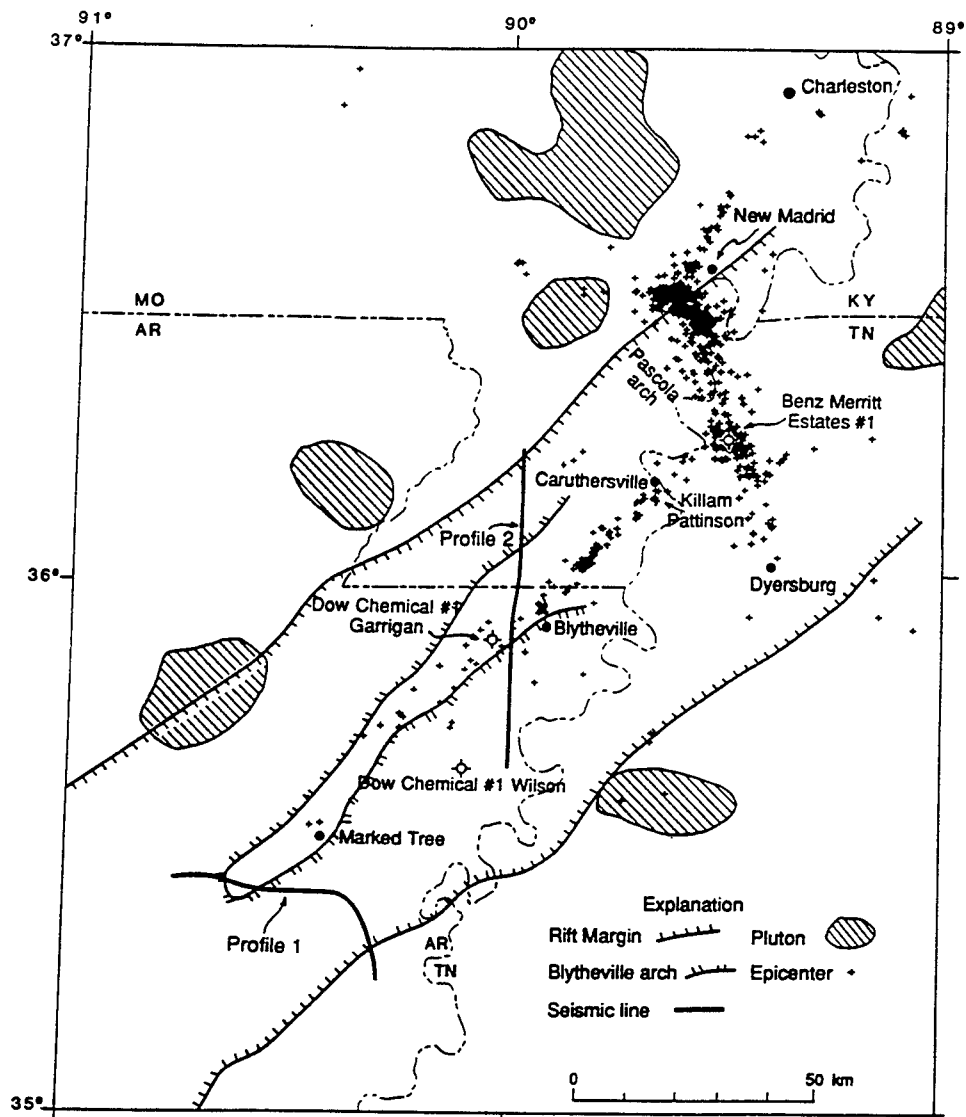 91°
90°
89°
37°
Charleston
New Madrid
MO
AR
KY
TN
Pascola
arch
Benz Merritt
Estates #1
Caruthersville
Killam
Pattinson
Profile 2
36°
Dyersburg
Dow Chemical #1
Garrigan
Blytheville
Dow Chemical #1 Wilson
Marked Tree
Profile 1
AR
TN
Explanation
Rift Margin
Pluton
Blytheville arch
Epicenter
Seismic line
0
50 km
35°